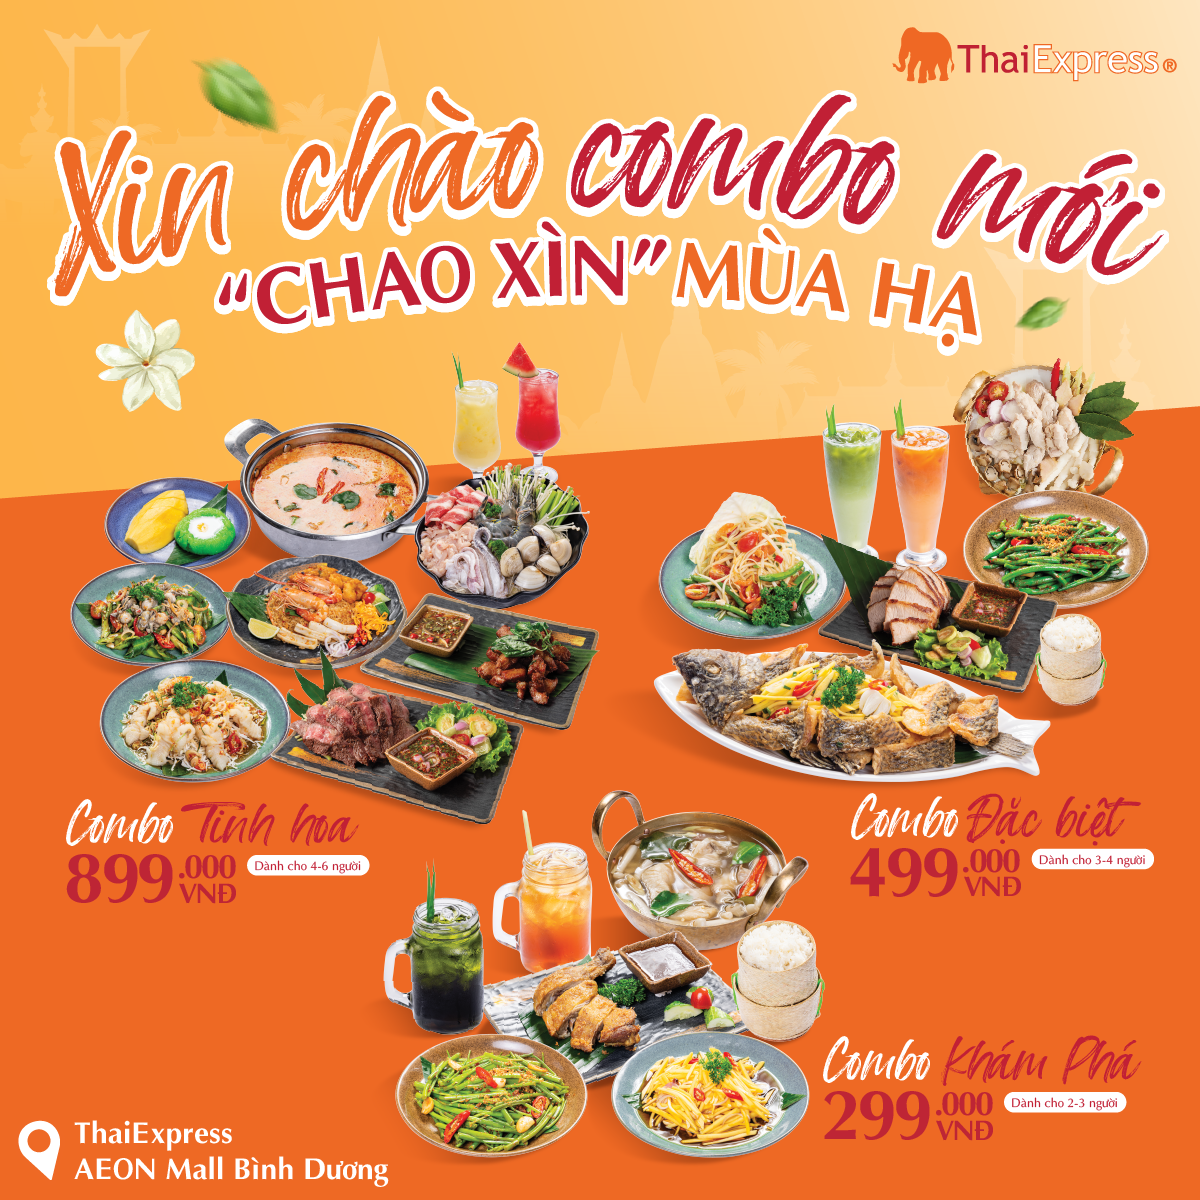 ThaiExpress®
Xin chào combo mới
“CHAO XÌN” MÙA HẠ
Combo Tinh hoa
899.000 VNĐ
Dành cho 4-6 người
Combo Đặc biệt
499.000 VNĐ
Dành cho 3-4 người
Combo Khám Phá
299.000 VNĐ
Dành cho 2-3 người
ThaiExpress
AEON Mall Bình Dương